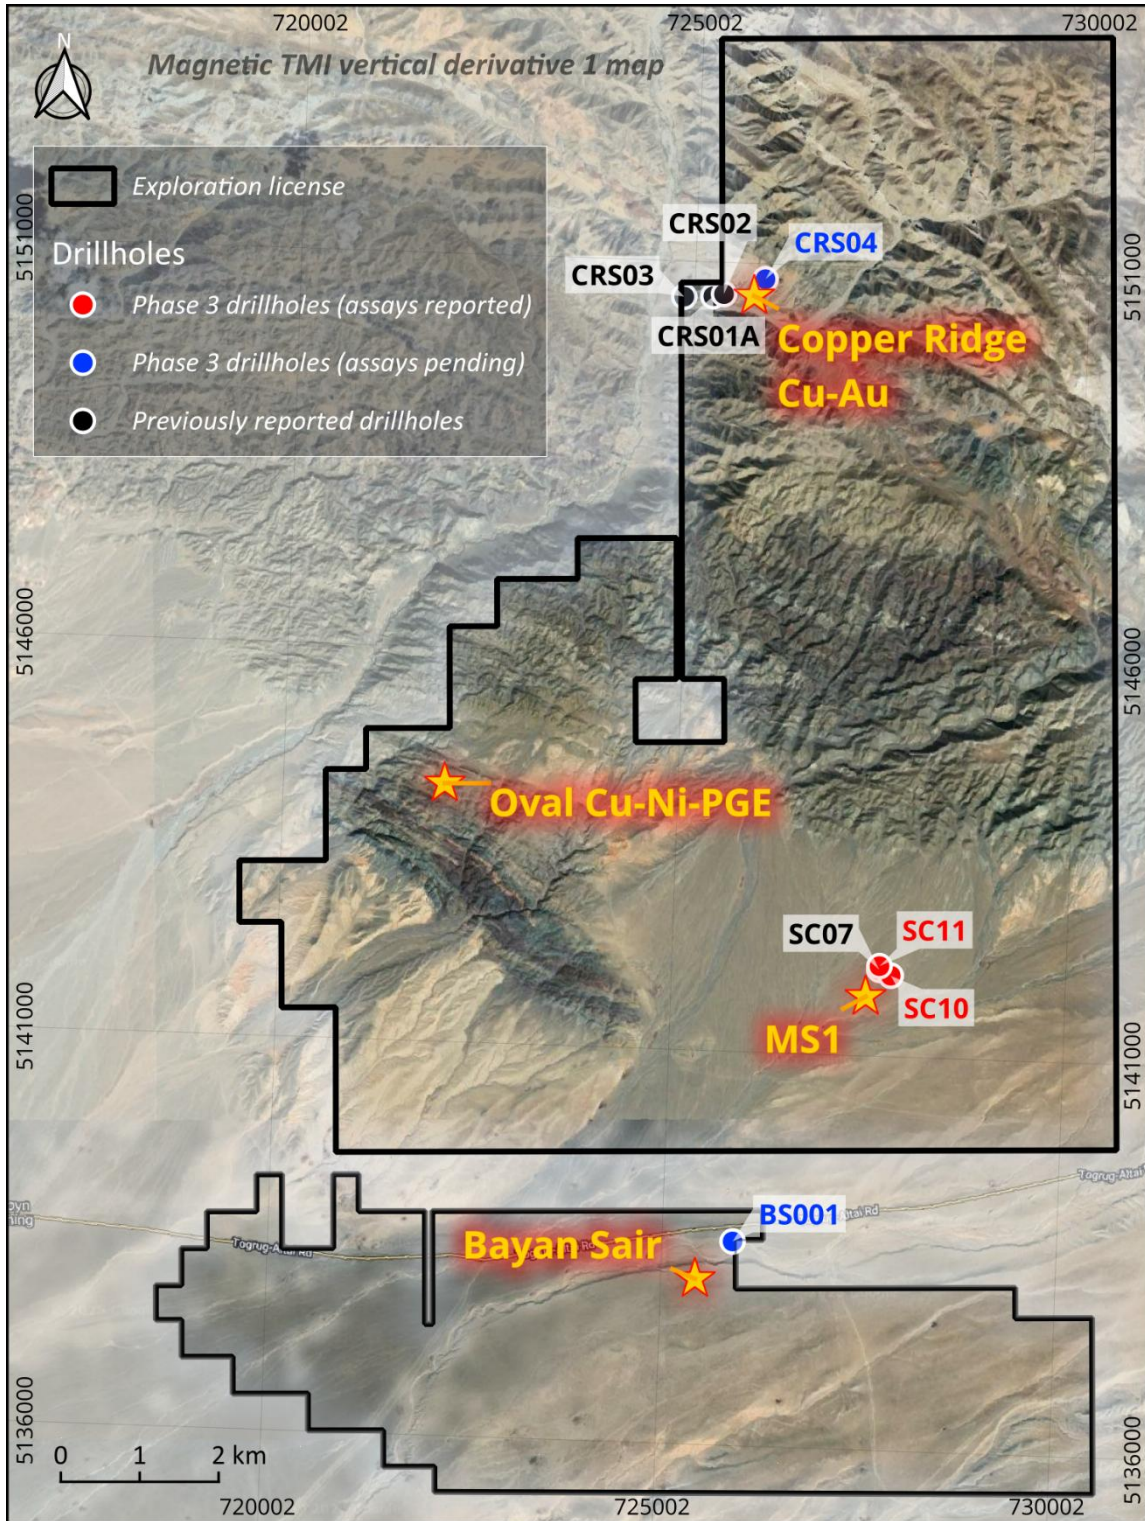 720002
725002
730002
N
Magnetic TMI vertical derivative 1 map
Exploration license
Drillholes
Phase 3 drillholes (assays reported)
Phase 3 drillholes (assays pending)
Previously reported drillholes
5151000
5151000
CRS02
CRS04
CRS03
CRS01A
Copper Ridge
Cu-Au
5146000
5146000
Oval Cu-Ni-PGE
SC07
SC11
SC10
MS1
5141000
5141000
Togrug-Altai
BS001
Altai Rd
Togrug-Altai Rd
Bayan Sair
Rd
5136000
5136000
0 1 2 km
720002
725002
730002